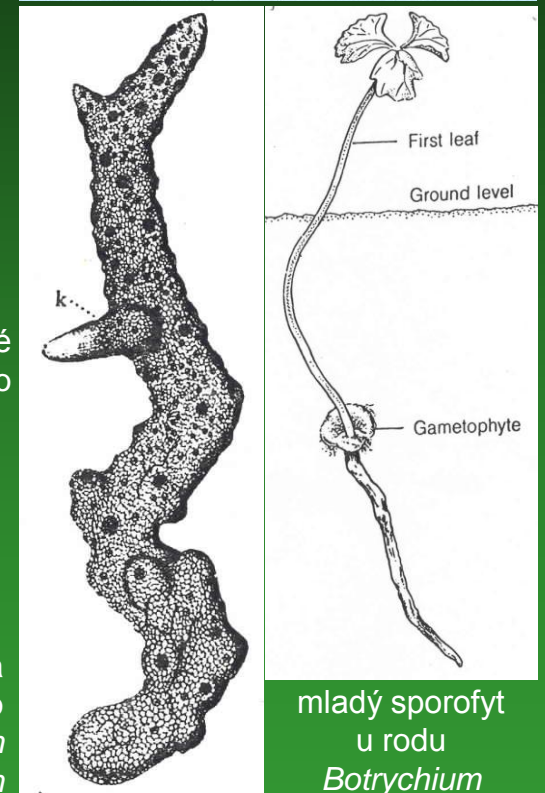 First leaf
Ground level
k
é
o
Gametophyte
mladý sporofyt
u rodu
Botrychium